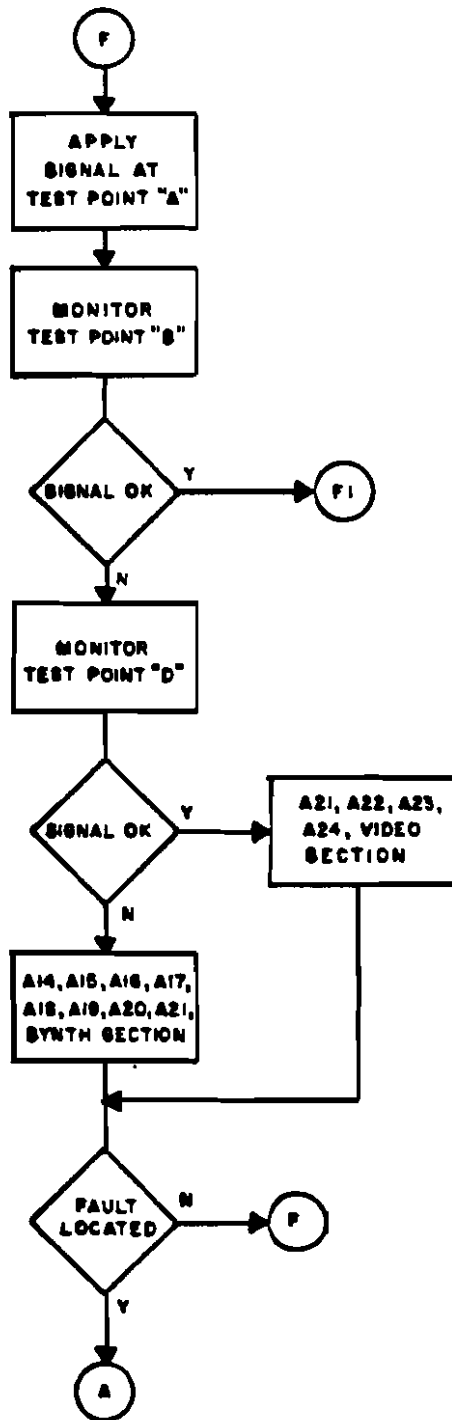 F
APPLY
SIGNAL AT
TEST POINT "A"
MONITOR
TEST POINT "B"
SIGNAL OK
Y
F1
N
MONITOR
TEST POINT "D"
SIGNAL OK
Y
A21, A22, A23,
A24, VIDEO
SECTION
N
A14, A15, A16, A17,
A18, A19, A20, A21,
SYNTH SECTION
FAULT
LOCATED
N
F
Y
A